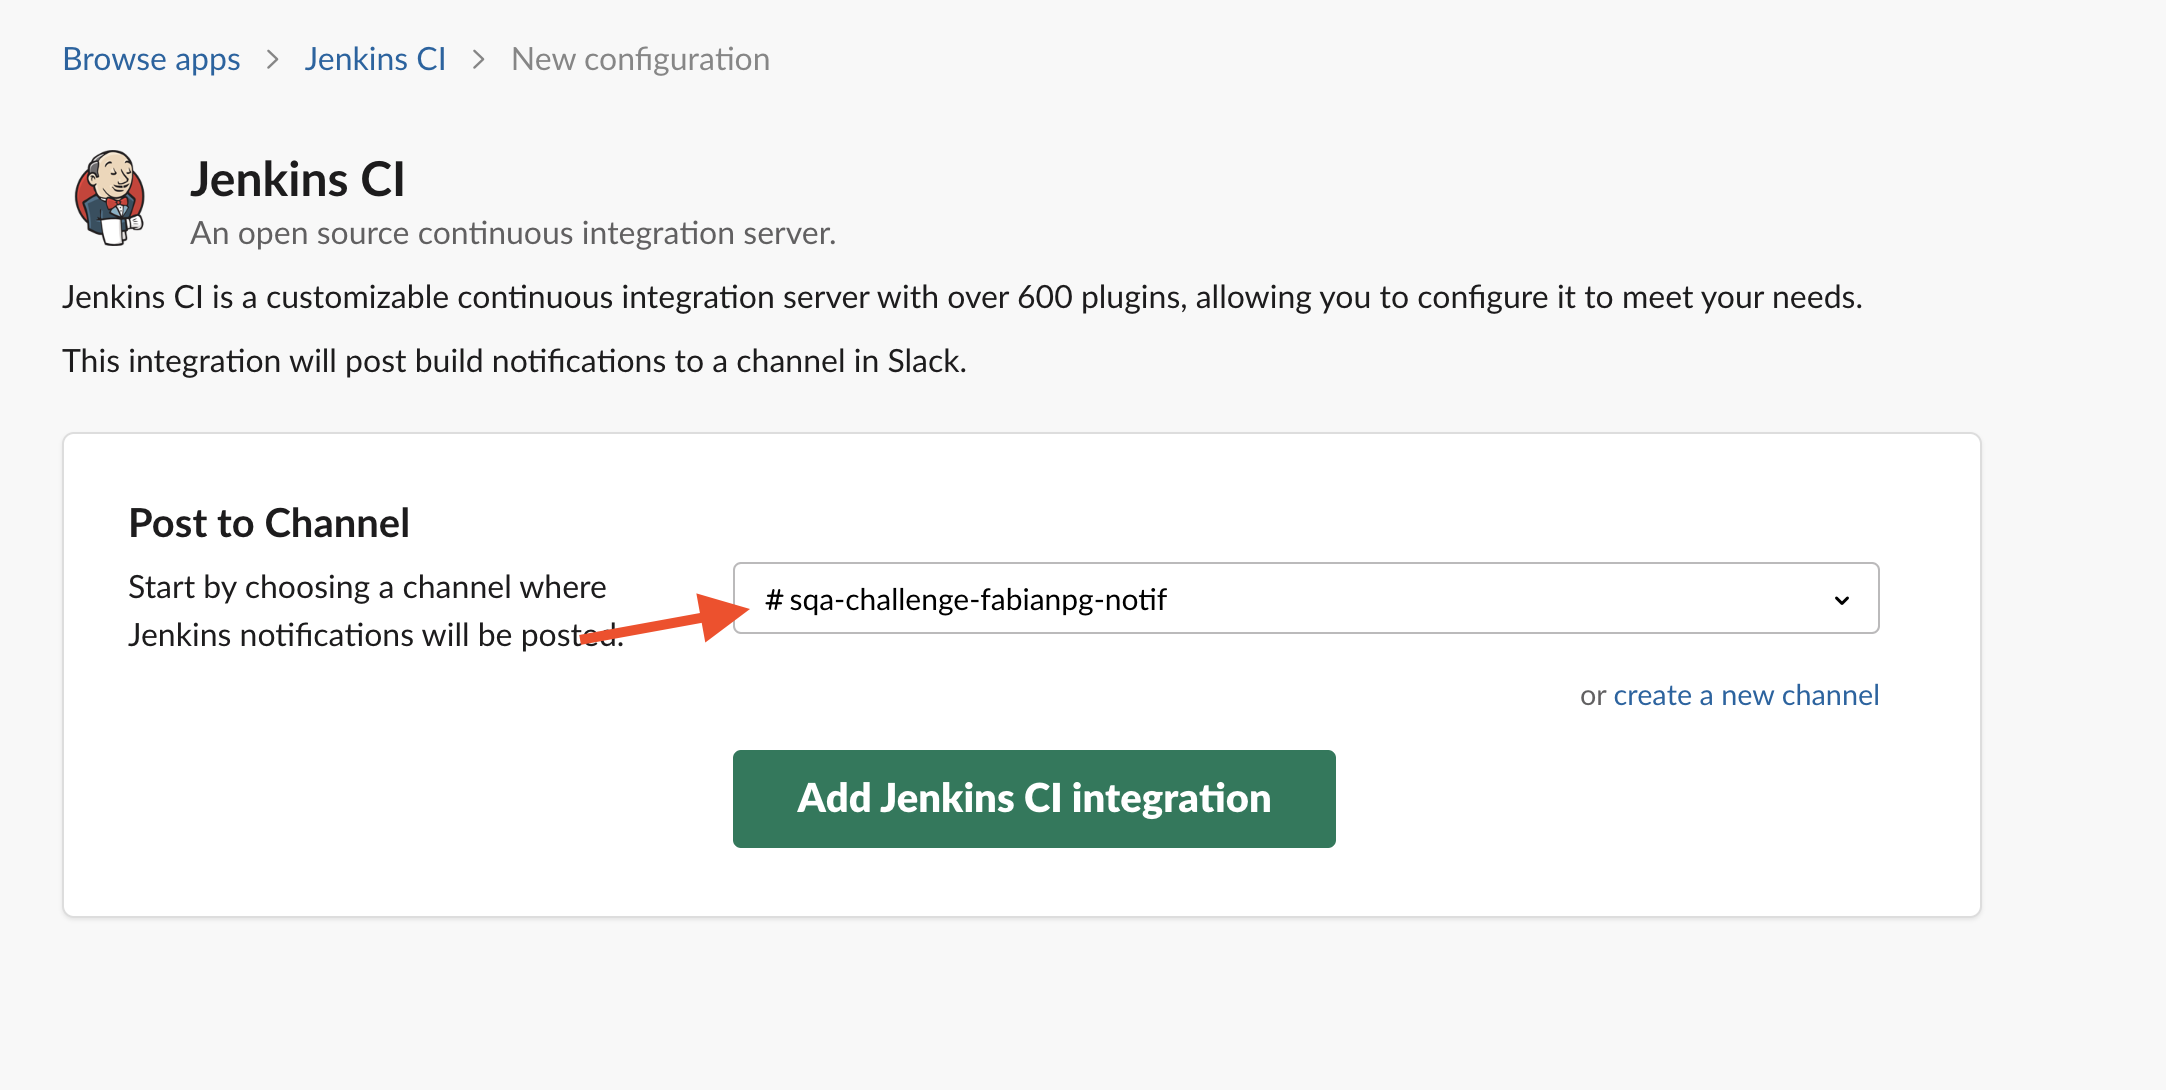 Browse apps > Jenkins CI > New configuration
Jenkins CI
An open source continuous integration server.
Jenkins CI is a customizable continuous integration server with over 600 plugins, allowing you to configure it to meet your needs.
This integration will post build notifications to a channel in Slack.
Post to Channel
Start by choosing a channel where
Jenkins notifications will be posted.
# sqa-challenge-fabianpg-notif
or create a new channel
Add Jenkins CI integration